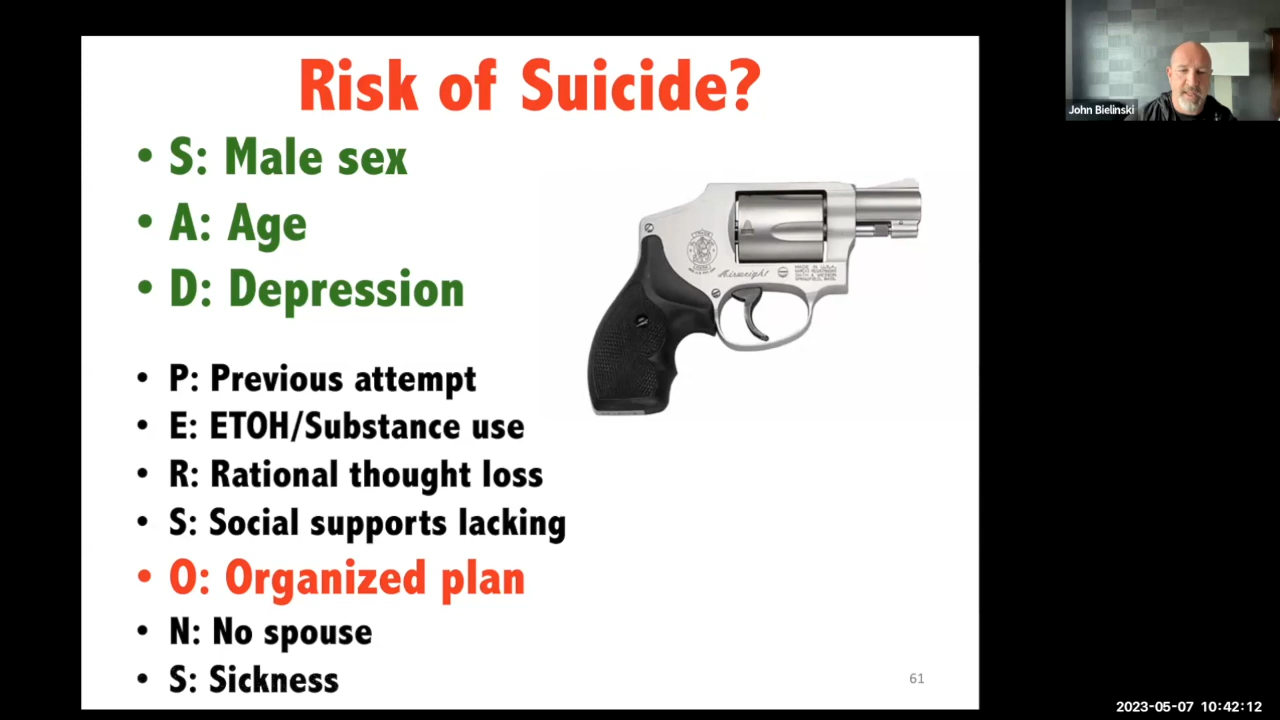 Risk of Suicide?
• S: Male sex
• A: Age
• D: Depression
• P: Previous attempt
• E: ETOH/Substance use
• R: Rational thought loss
• S: Social supports lacking
• O: Organized plan
• N: No spouse
• S: Sickness
Airweight
61
John Bielinski
2023-05-07 10:42:12